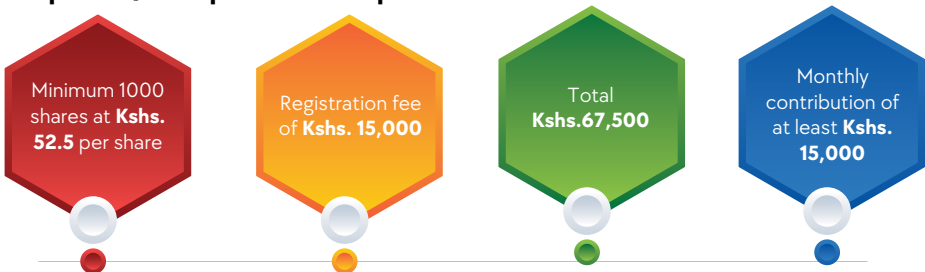 Minimum 1000
shares at Kshs.
52.5 per share
Registration fee
of Kshs. 15,000
Total
Kshs.67,500
Monthly
contribution of
at least Kshs.
15,000